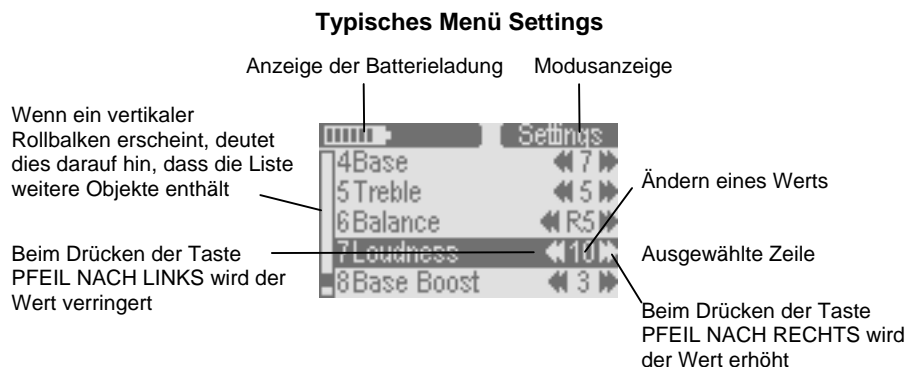 Typisches Menü Settings
Anzeige der Batterieladung
Modusanzeige
Wenn ein vertikaler
Rollbalken erscheint, deutet
dies darauf hin, dass die Liste
weitere Objekte enthält
Beim Drücken der Taste
PFEIL NACH LINKS wird der
Wert verringert
Settings
4Base 7
5Treble 5
6Balance R5
7Loudness 10
8Base Boost 3
Ändern eines Werts
Ausgewählte Zeile
Beim Drücken der Taste
PFEIL NACH RECHTS wird
der Wert erhöht